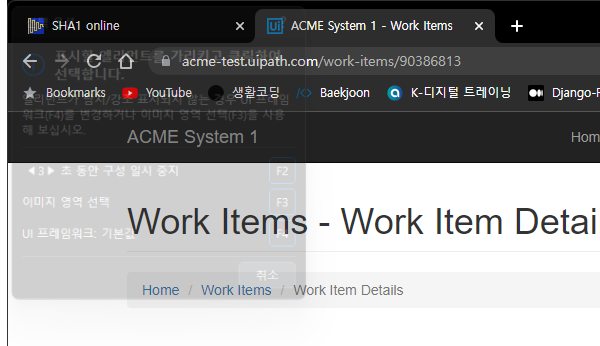 SHA1 online
ACME System 1 - Work Items
표시할 엘리먼트를 가리키고 클릭하여
선택합니다.
acme-test.uipath.com/work-items/90386813
Bookmarks
YouTube
생활코딩
Baekjoon
K-디지털 트레이닝
Django-R
엘리먼트가 감지/강조 표시되지 않는 경우 UI 프레임
워크(F4)를 변경하거나 이미지 영역 선택(F3)를 사용
해 보십시오.
ACME System 1
Hom
◀ 3 ▶ 초 동안 구성 일시 중지
F2
이미지 영역 선택
F3
UI 프레임워크: 기본값
F4
Work Items - Work Item Detai
취소
Home / Work Items / Work Item Details